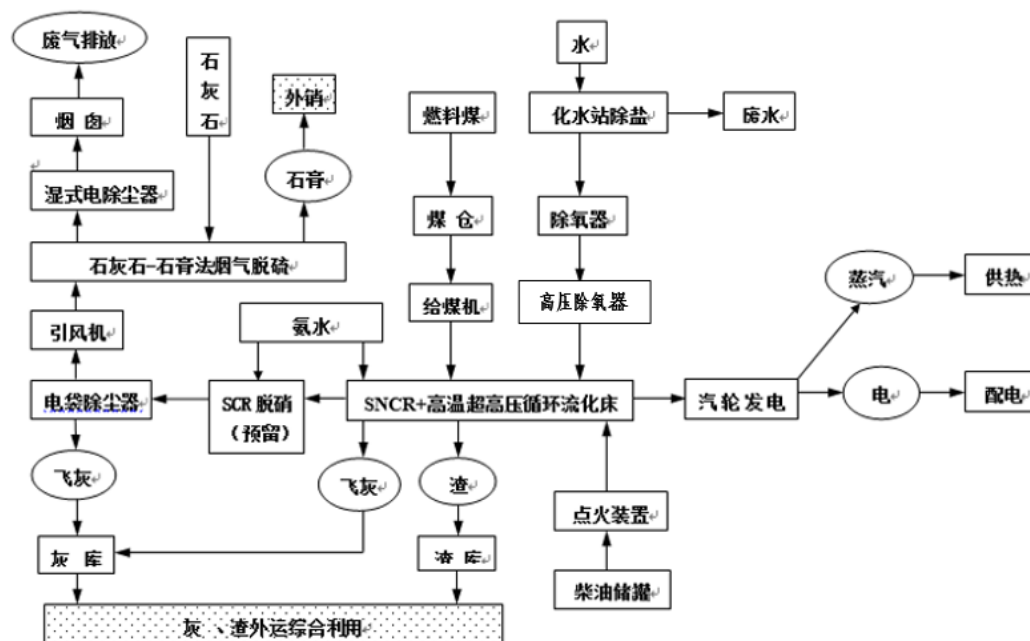 废气排放
石灰石
水
外销
烟 卤
燃料煤
化水站除盐
废水
石膏
湿式电除尘器
煤 仓
除氧器
石灰石-石膏法烟气脱硫
蒸汽
供热
给煤机
高压除氧器
引风机
氨水
电袋除尘器
SCR 脱硝
（预留）
SNCR+高温超高压循环流化床
汽轮发电
电
配电
飞灰
飞灰
渣
点火装置
灰 库
渣 库
柴油储罐
灰 、渣外运综合利用